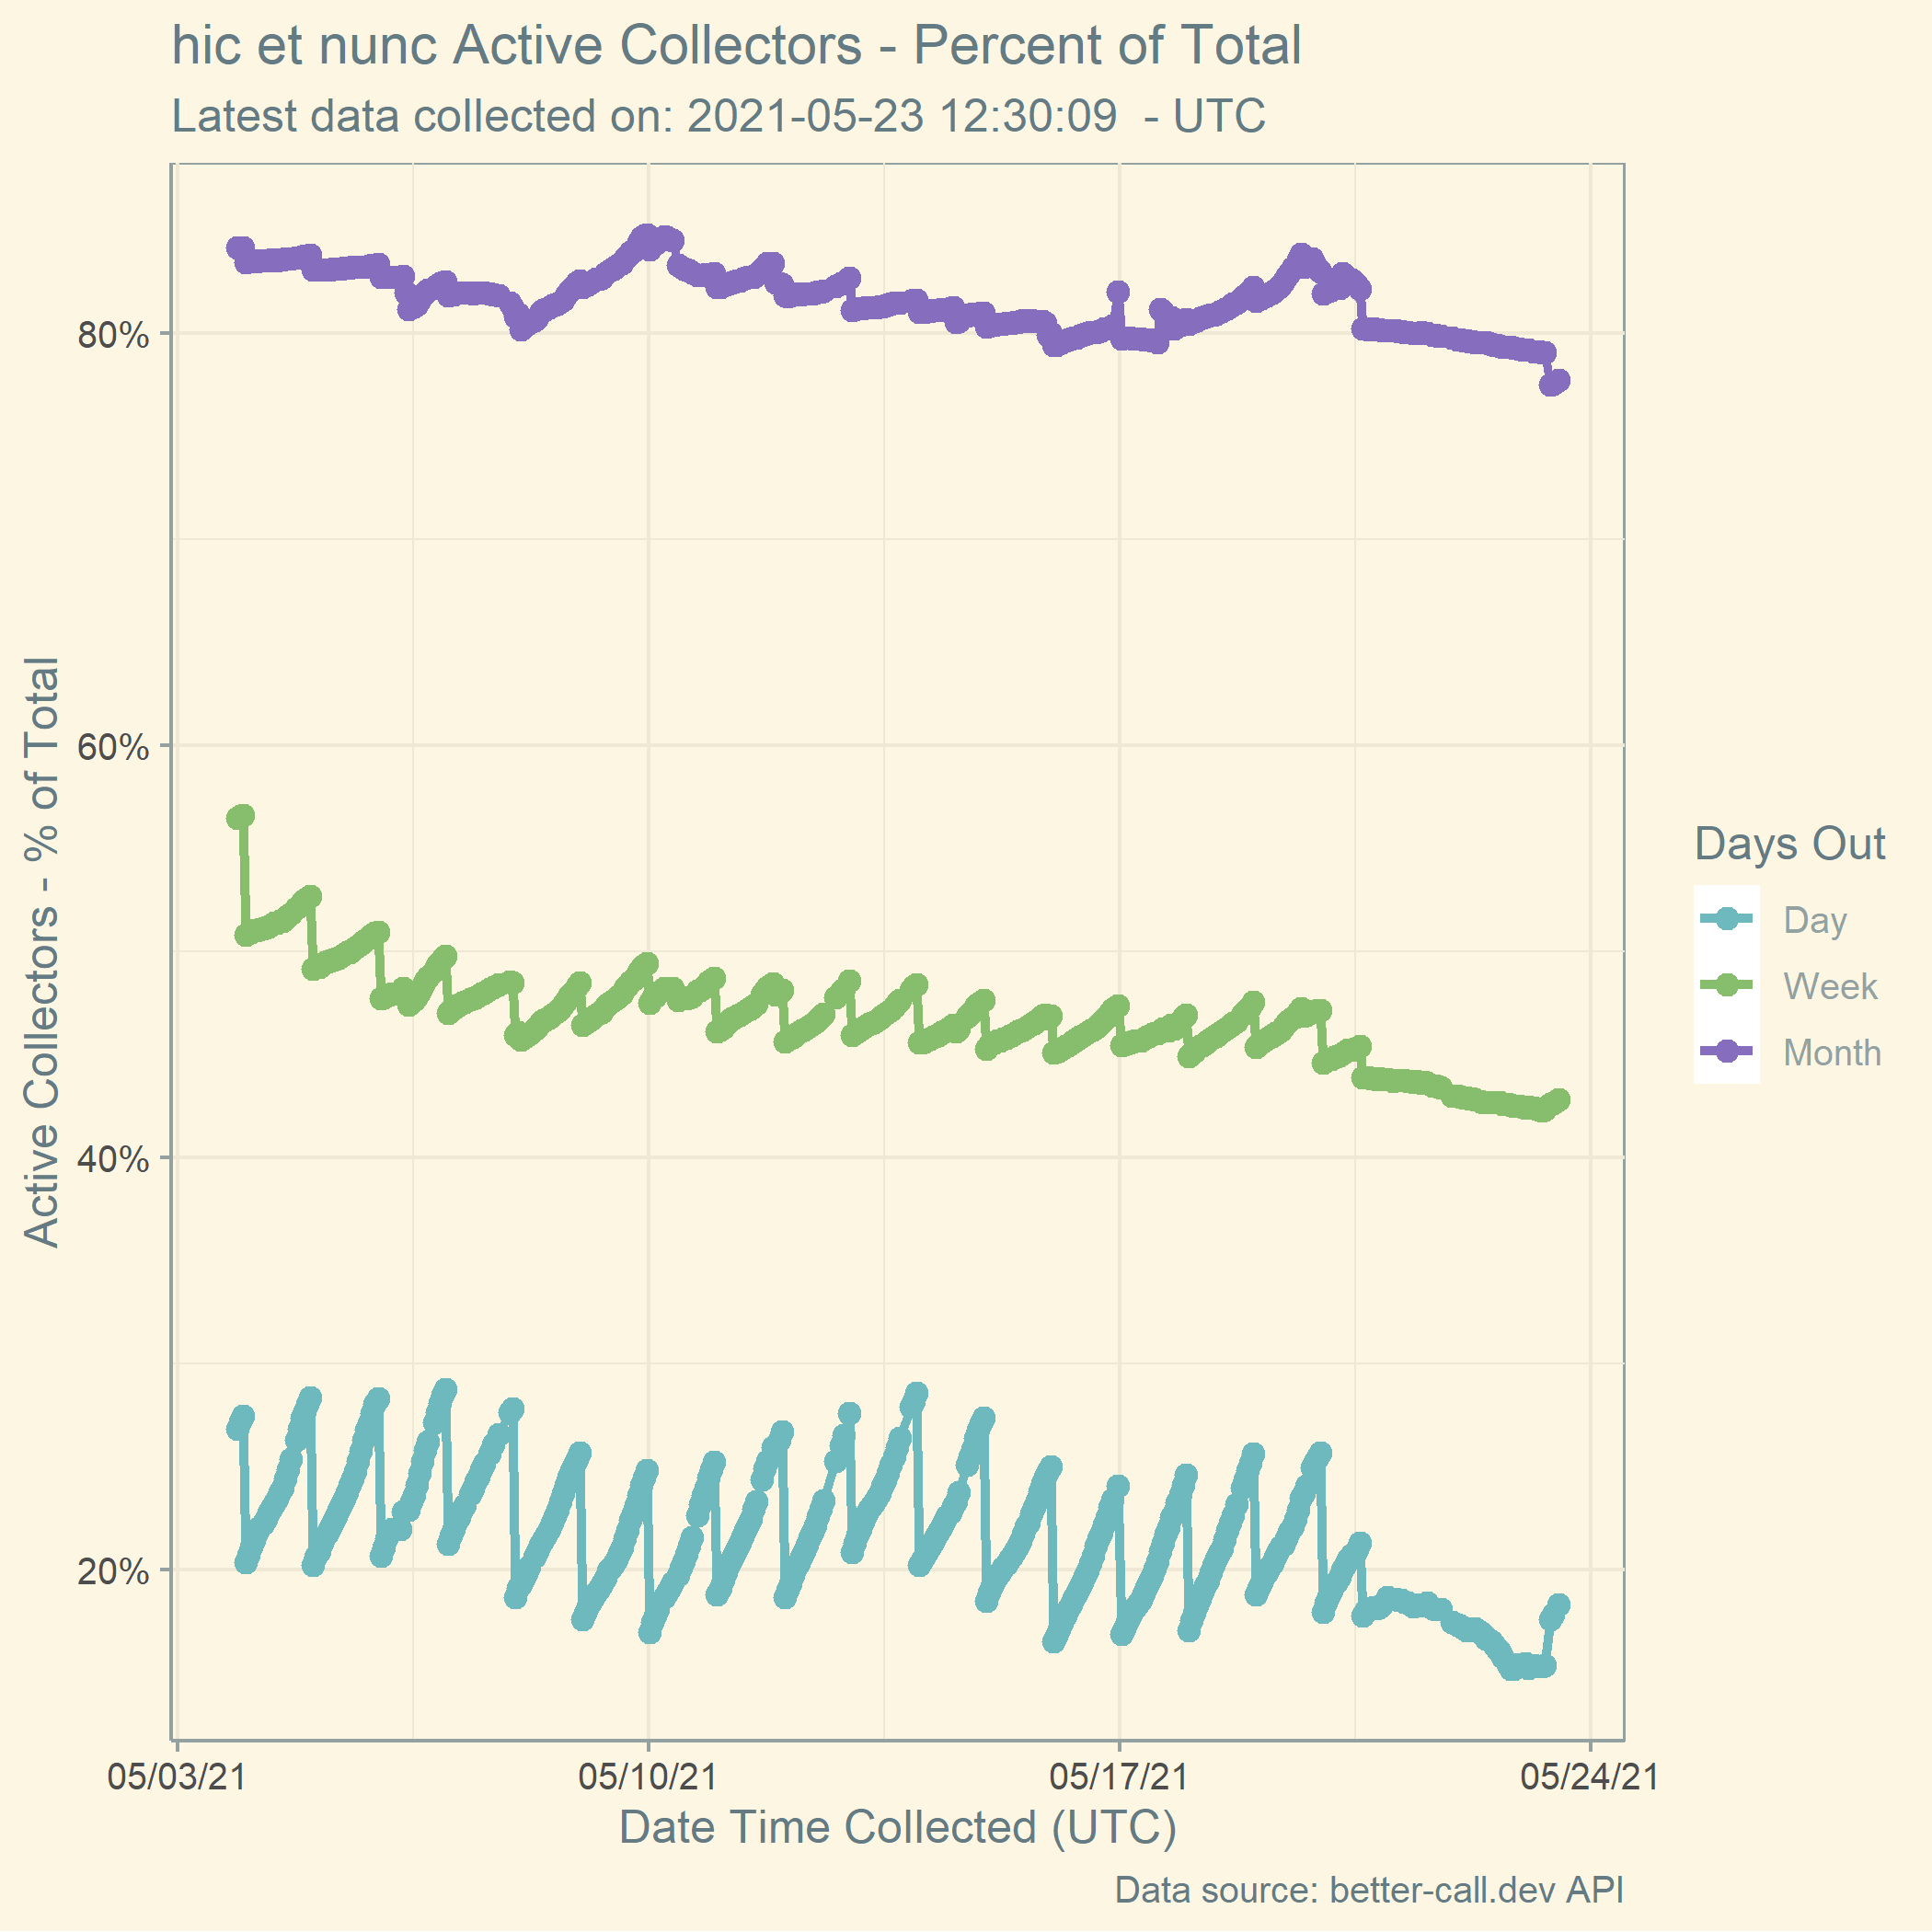 hic et nunc Active Collectors - Percent of Total
Latest data collected on: 2021-05-23 12:30:09  - UTC
Active Collectors - % of Total
80%
60%
40%
20%
05/03/21
05/10/21
05/17/21
05/24/21
Date Time Collected (UTC)
Days Out
Day
Week
Month
Data source: better-call.dev API